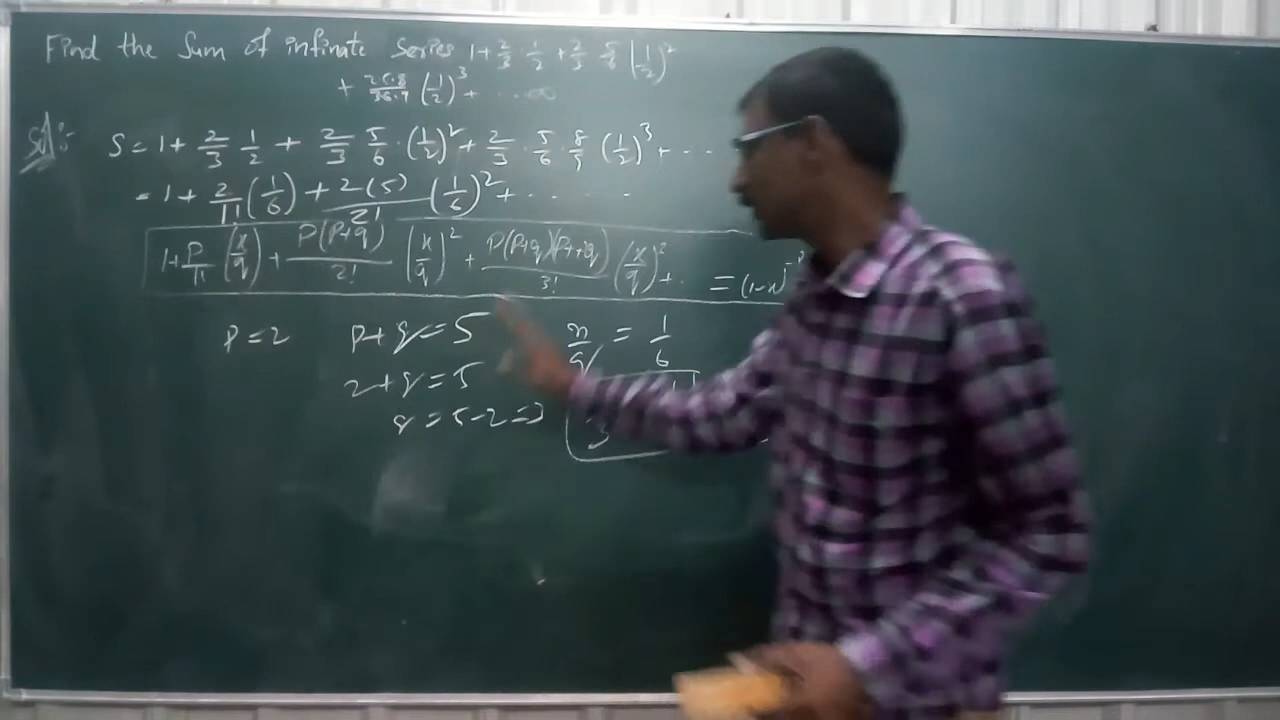 Find the Sum of infinate series 1+ 2/3 · 1/2 + 2/3 · 5/6 (1/2)²
+ 2·5·8/3·6·9 (1/2)³ + ....∞
Sol:- S = 1 + 2/3 1/2 + 2/3 5/6 · (1/2)² + 2/3 · 5/6 · 8/9 (1/2)³ + ...
= 1 + 2/1! (1/6) + 2(5)/2! (1/6)² + ....
1+ P/1! (x/q) + P(P+q)/2! (x/q)² + P(P+q)(P+2q)/3! (x/q)² + . = (1-x)
P = 2 P+q = 5 x/q = 1/6
2+q = 5
q = 5-2=3 3